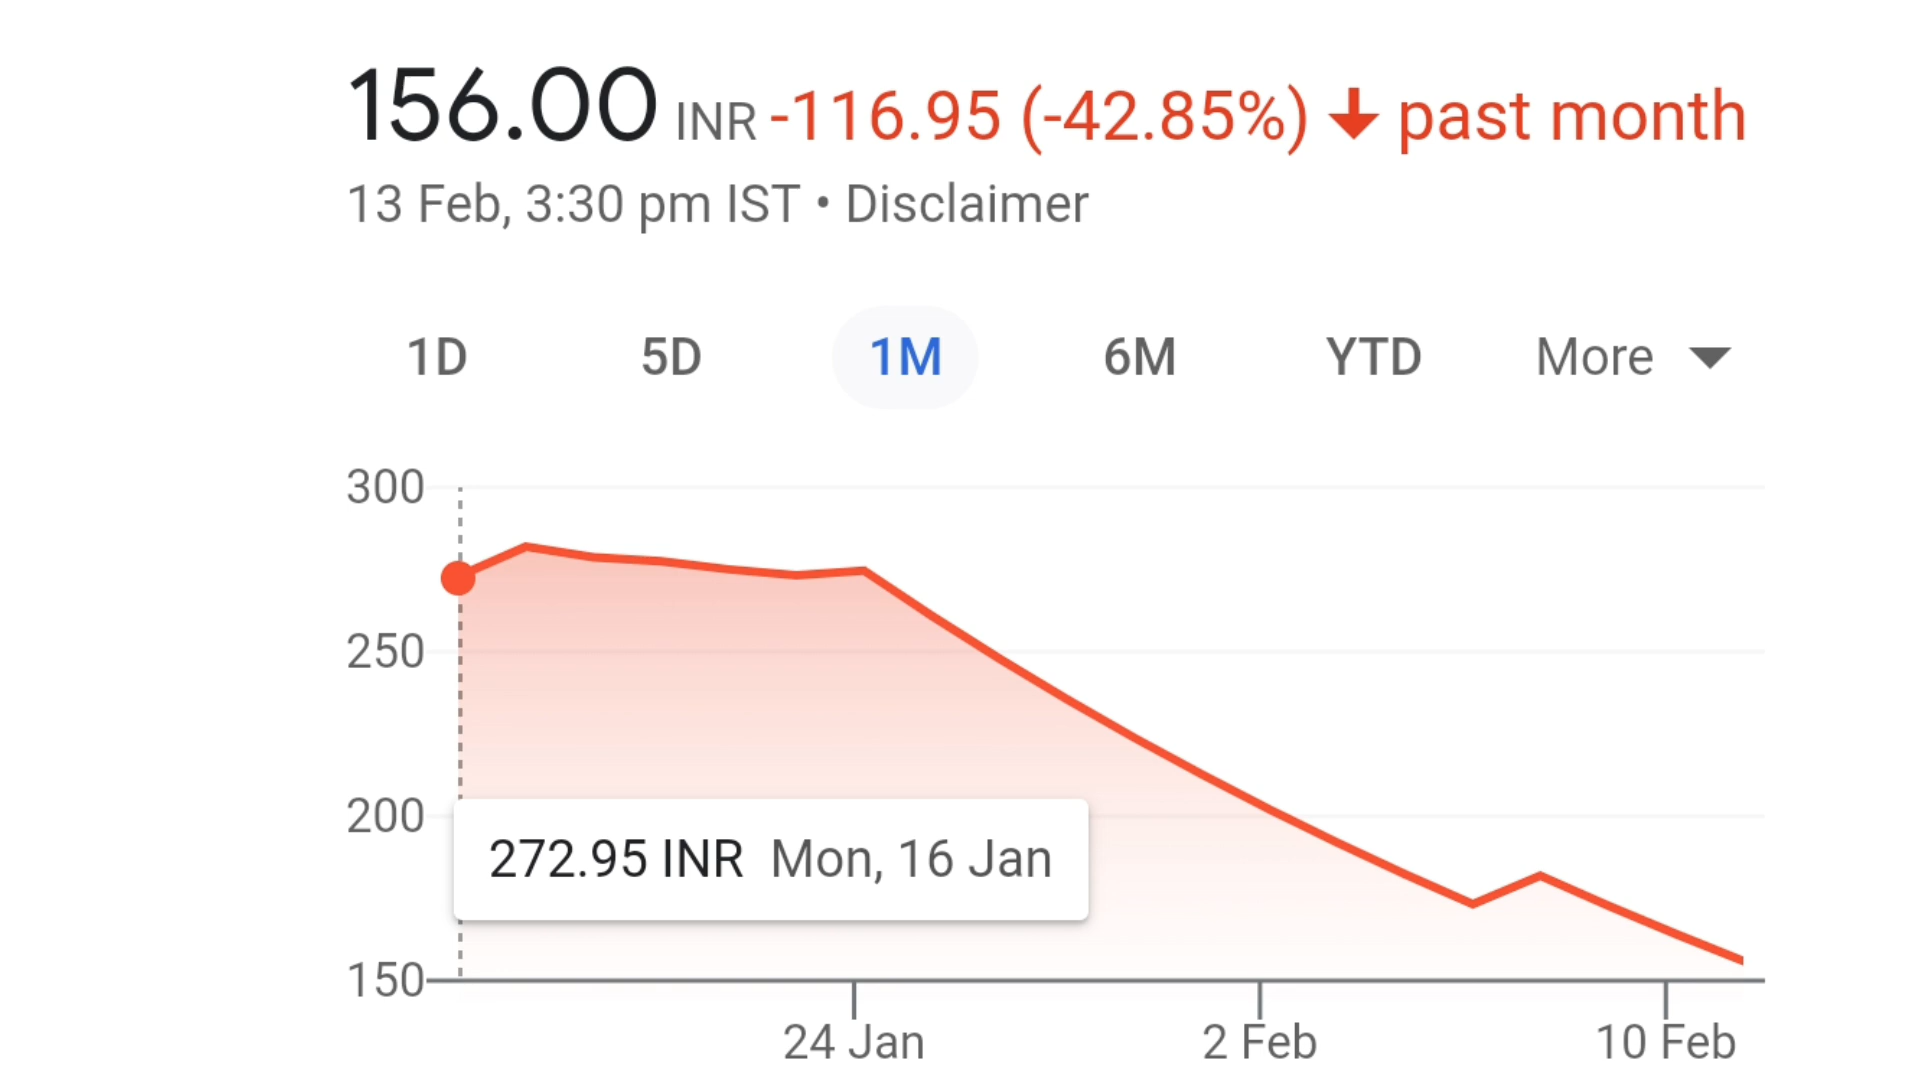 156.00 INR -116.95 (-42.85%) ↓ past month
13 Feb, 3:30 pm IST • Disclaimer
1D 5D 1M 6M YTD More
300
250
200
272.95 INR Mon, 16 Jan
150
24 Jan 2 Feb 10 Feb